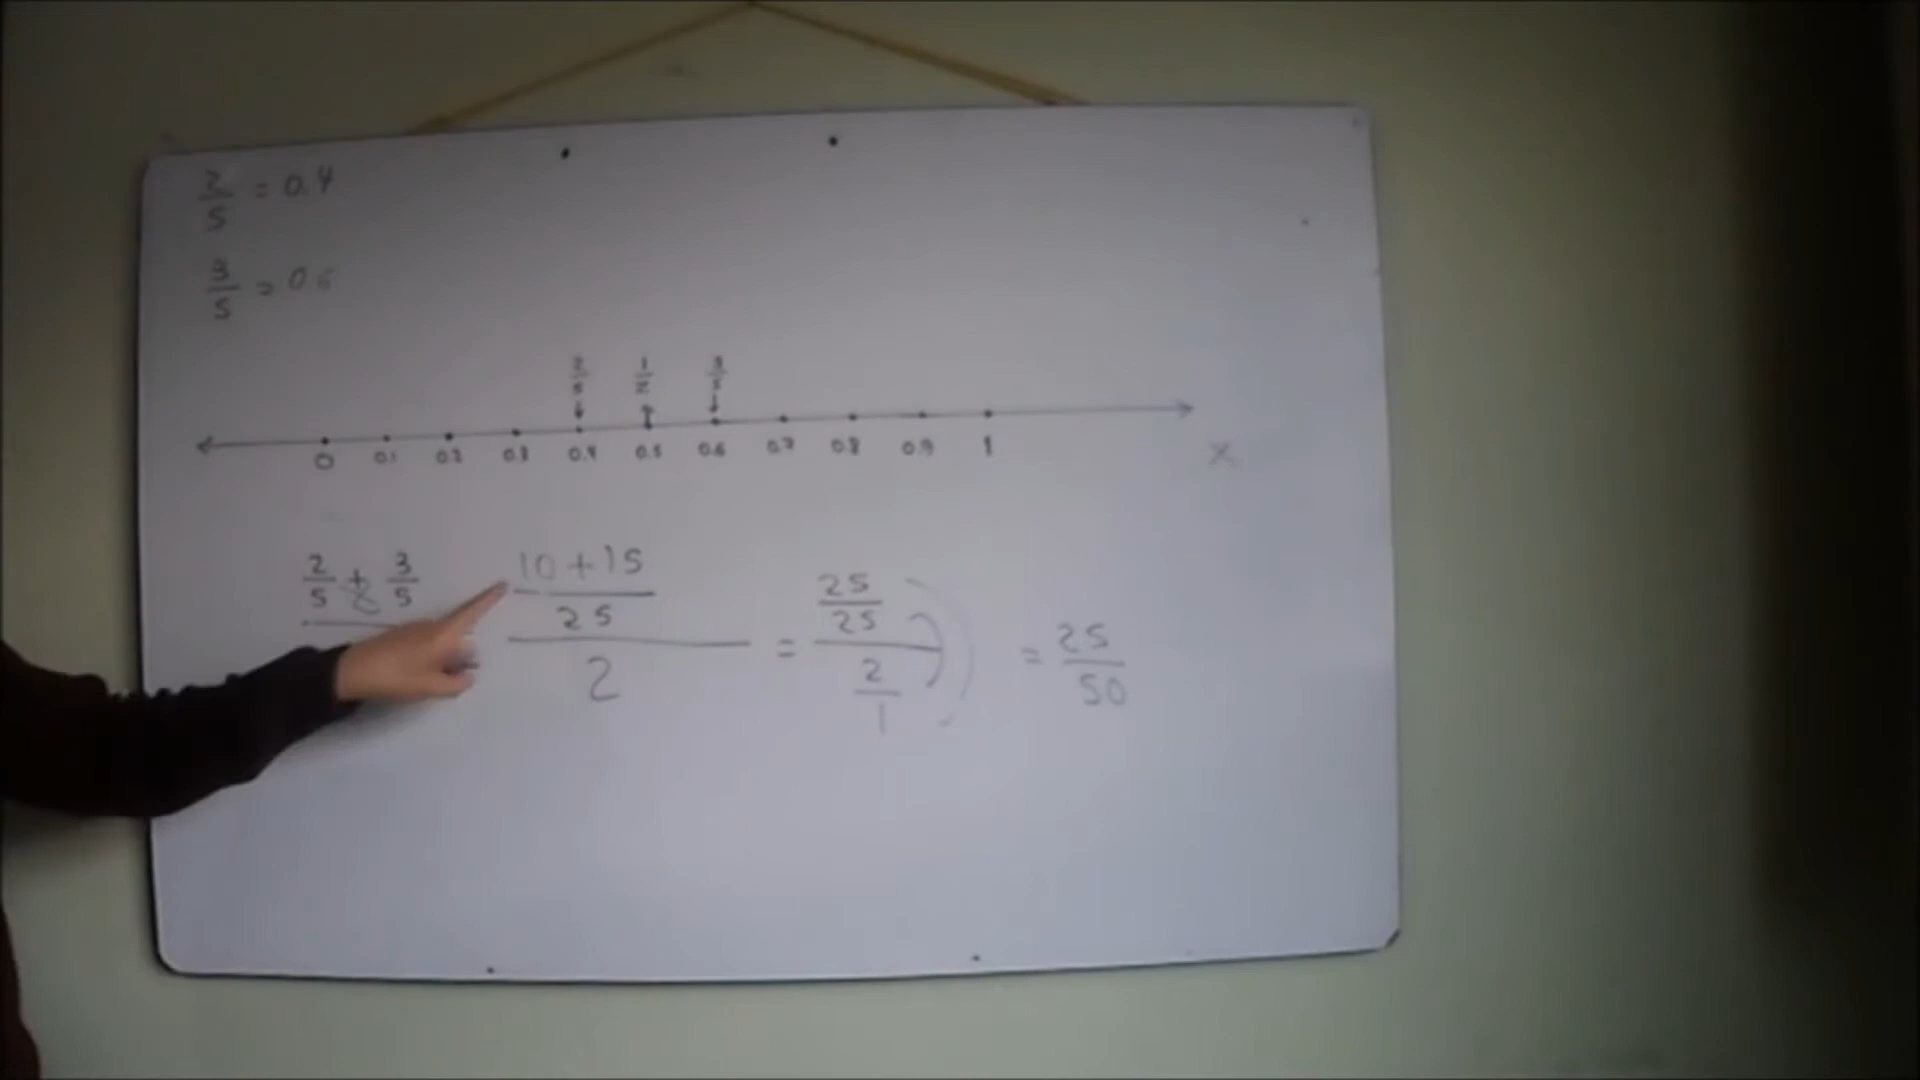 2/5 = 0.4
3/5 = 0.6
2/5 1/2 3/5
0 0.1 0.2 0.3 0.4 0.5 0.6 0.7 0.8 0.9 1
x
2/5 + 3/5
10 + 15
25
2
=
25/25
2/1
= 25/50